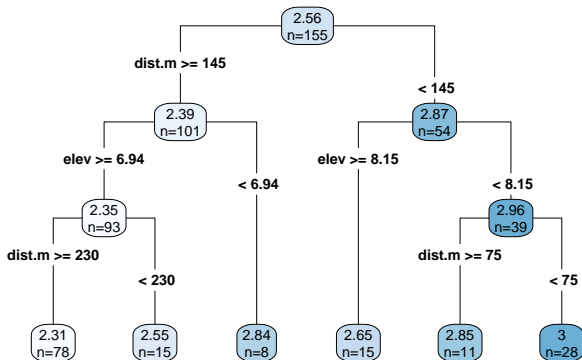 2.56
n=155
dist.m >= 145
< 145
2.39
n=101
2.87
n=54
elev >= 6.94
< 6.94
elev >= 8.15
< 8.15
2.35
n=93
2.96
n=39
dist.m >= 230
< 230
dist.m >= 75
< 75
2.31
n=78
2.55
n=15
2.84
n=8
2.65
n=15
2.85
n=11
3
n=28